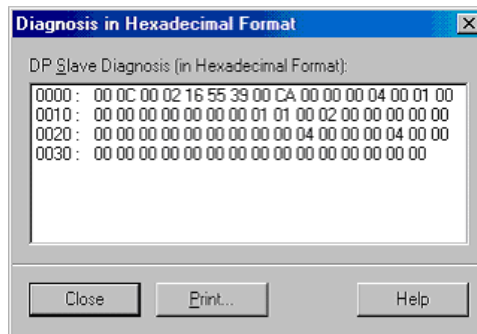 Diagnosis in Hexadecimal Format
DP Slave Diagnosis (in Hexadecimal Format):
0000 : 00 0C 00 02 16 55 39 00 CA 00 00 00 04 00 01 00
0010 : 00 00 00 00 00 00 01 01 00 02 00 00 00 00 00 00
0020 : 00 00 00 00 00 00 00 00 04 00 00 00 04 00 00
0030 : 00 00 00 00 00 00 00 00 00 00 00 00 00 00
Close
Print...
Help